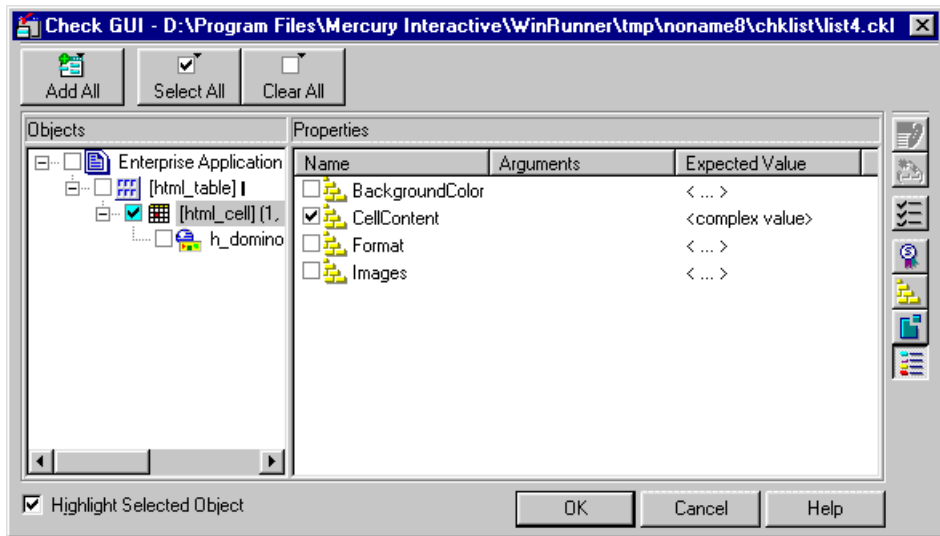 Check GUI - D:\Program Files\Mercury Interactive\WinRunner\tmp\noname8\chklist\list4.ckl
Add All Select All Clear All
Objects Properties
Name Arguments Expected Value
Enterprise Application
[html_table] I
[html_cell] (1,
h_domino
BackgroundColor < ... >
CellContent <complex value>
Format < ... >
Images < ... >
Highlight Selected Object
OK Cancel Help